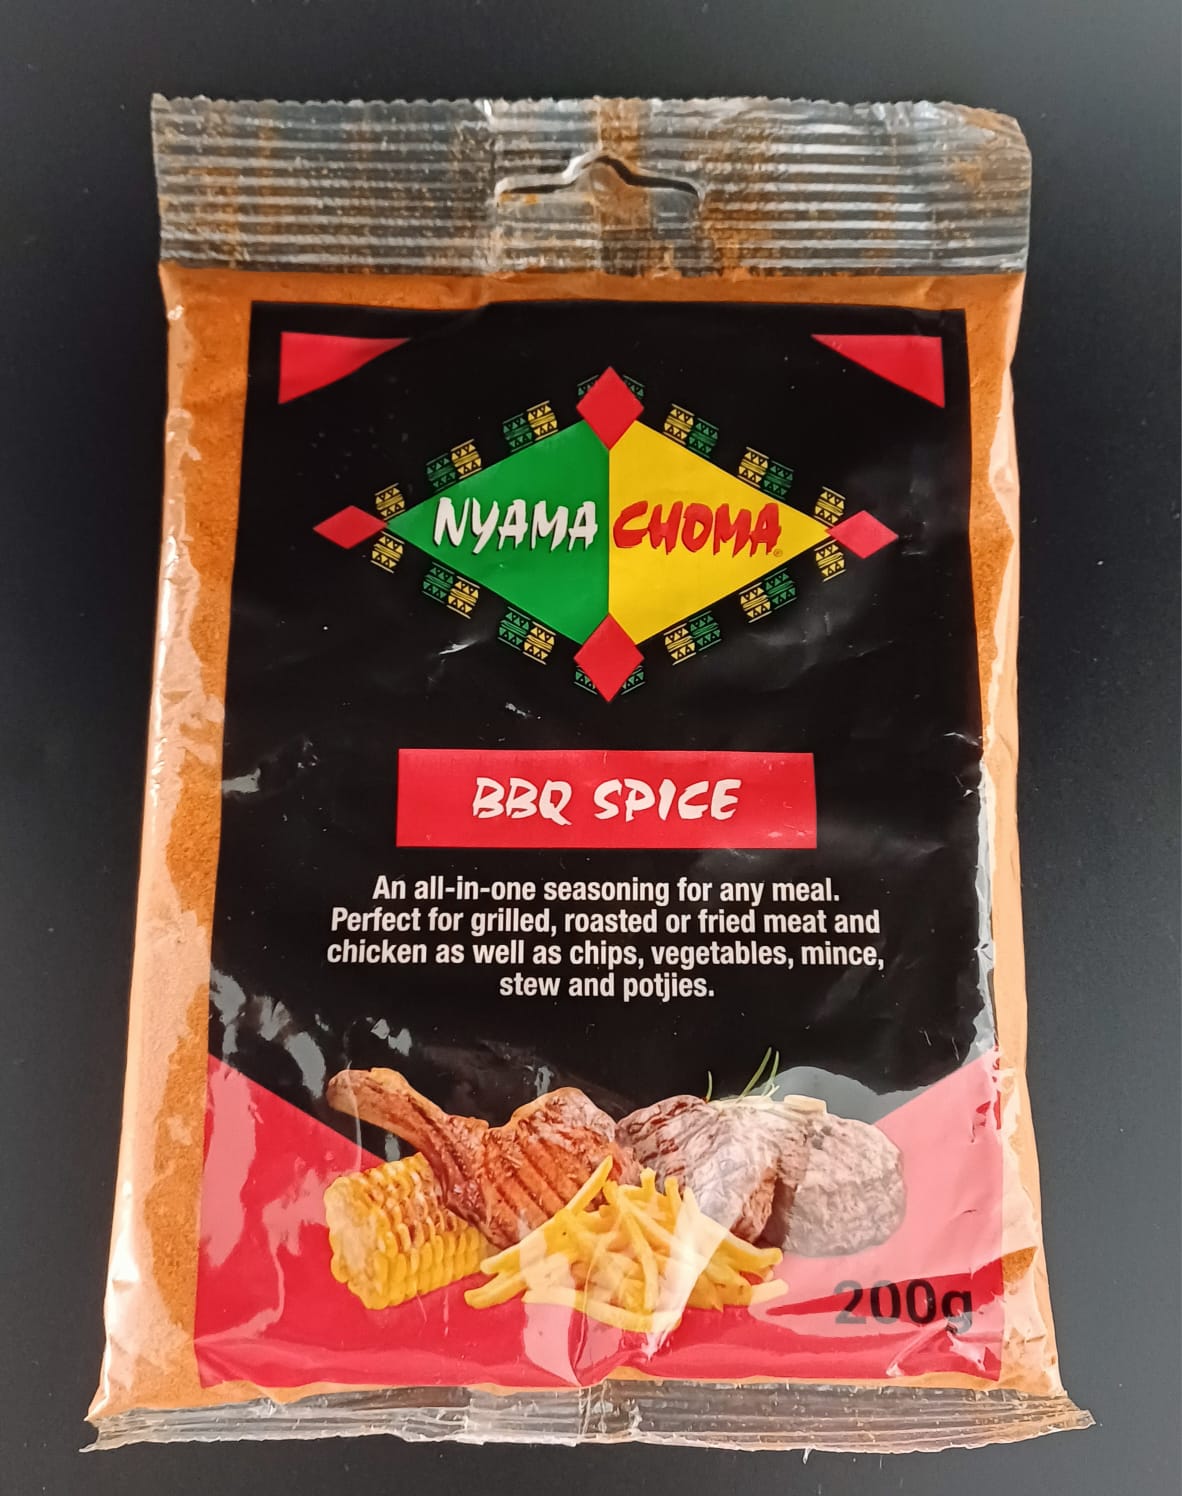 NYAMA CHOMA®
BBQ SPICE
An all-in-one seasoning for any meal.
Perfect for grilled, roasted or fried meat and
chicken as well as chips, vegetables, mince,
stew and potjies.
200g